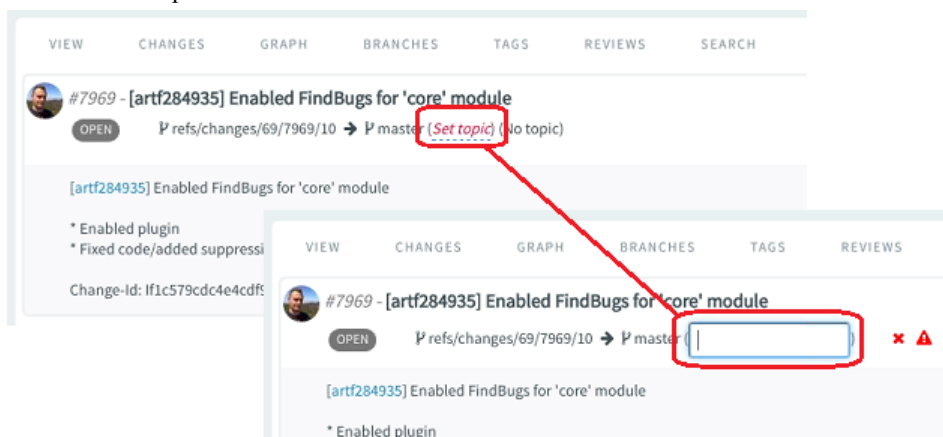 VIEW CHANGES GRAPH BRANCHES TAGS REVIEWS SEARCH
#7969 - [artf284935] Enabled FindBugs for 'core' module
OPEN refs/changes/69/7969/10 → master (Set topic) (No topic)
[artf284935] Enabled FindBugs for 'core' module
* Enabled plugin
* Fixed code/added suppressi
Change-Id: If1c579cdc4e4cdf9
VIEW CHANGES GRAPH BRANCHES TAGS REVIEWS
#7969 - [artf284935] Enabled FindBugs for 'core' module
OPEN refs/changes/69/7969/10 → master ( )
[artf284935] Enabled FindBugs for 'core' module
* Enabled plugin